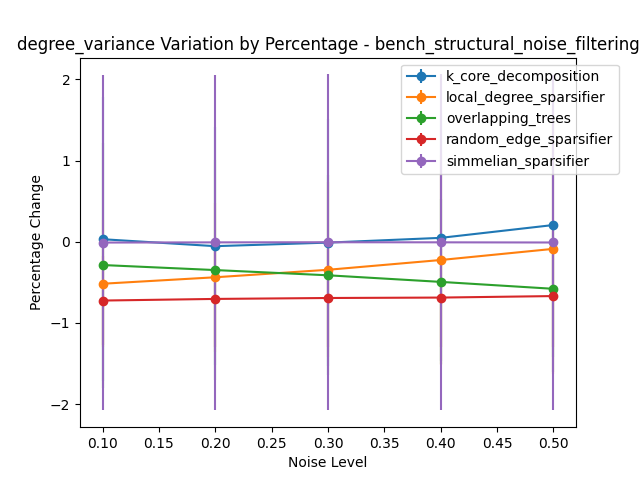 degree_variance Variation by Percentage - bench_structural_noise_filtering
k_core_decomposition
local_degree_sparsifier
overlapping_trees
random_edge_sparsifier
simmelian_sparsifier
Percentage Change
2
1
0
−1
−2
0.10 0.15 0.20 0.25 0.30 0.35 0.40 0.45 0.50
Noise Level